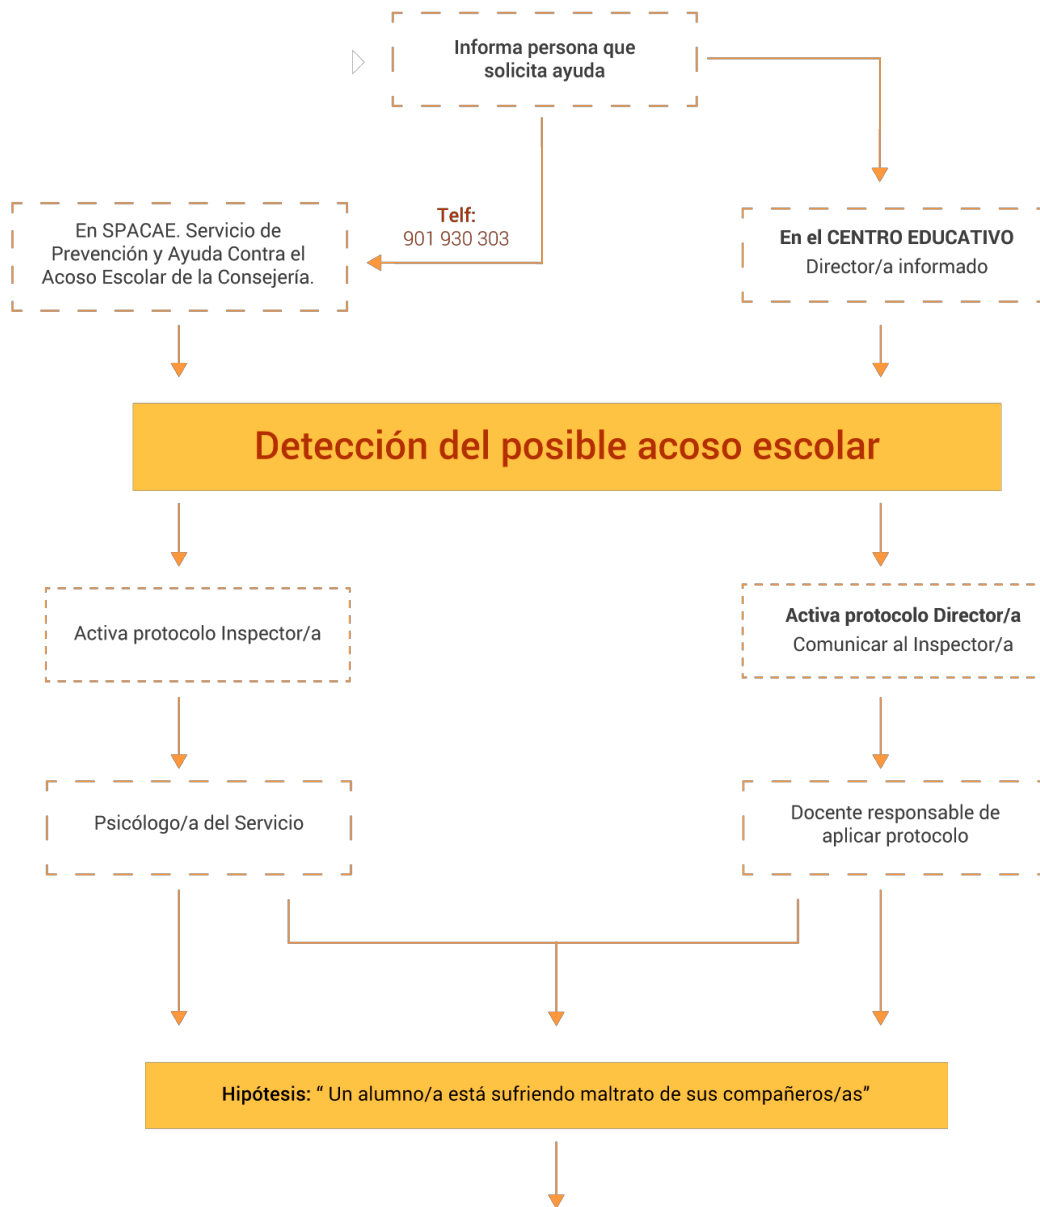 Informa persona que
solicita ayuda
Telf:
901 930 303
En SPACAE. Servicio de
Prevención y Ayuda Contra el
Acoso Escolar de la Consejería.
En el CENTRO EDUCATIVO
Director/a informado
Detección del posible acoso escolar
Activa protocolo Inspector/a
Activa protocolo Director/a
Comunicar al Inspector/a
Psicólogo/a del Servicio
Docente responsable de
aplicar protocolo
Hipótesis: “ Un alumno/a está sufriendo maltrato de sus compañeros/as”